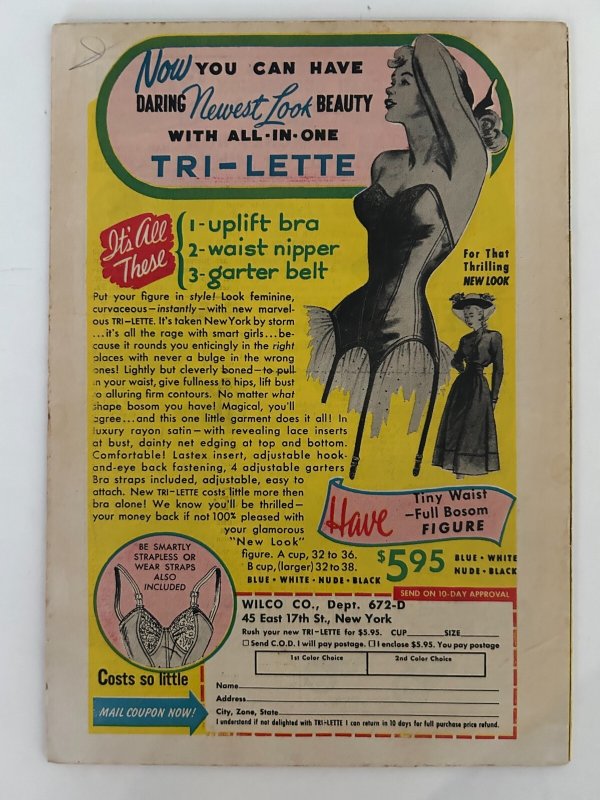 Now YOU CAN HAVE
DARING Newest Look BEAUTY
WITH ALL-IN-ONE
TRI-LETTE
It's All These
1-uplift bra
2-waist nipper
3-garter belt
For That
Thrilling
NEW LOOK
Put your figure in style! Look feminine,
curvaceous—instantly—with new marvel-
ous TRI-LETTE. It's taken New York by storm
...it's all the rage with smart girls...be-
cause it rounds you enticingly in the right
places with never a bulge in the wrong
ones! Lightly but cleverly boned—to pull
in your waist, give fullness to hips, lift bust
to alluring firm contours. No matter what
shape bosom you have! Magical, you'll
agree...and this one little garment does it all! In
luxury rayon satin—with revealing lace inserts
at bust, dainty net edging at top and bottom.
Comfortable! Lastex insert, adjustable hook-
and-eye back fastening, 4 adjustable garters
Bra straps included, adjustable, easy to
attach. New TRI-LETTE costs little more then
bra alone! We know you'll be thrilled—
your money back if not 100% pleased with
your glamorous
"New Look"
figure. A cup, 32 to 36.
B cup, (larger) 32 to 38.
BLUE • WHITE • NUDE • BLACK
Have Tiny Waist
—Full Bosom
FIGURE
$5.95 BLUE • WHITE
NUDE • BLACK
SEND ON 10-DAY APPROVAL
BE SMARTLY
STRAPLESS OR
WEAR STRAPS
ALSO
INCLUDED
Costs so little
MAIL COUPON NOW!
WILCO CO., Dept. 672-D
45 East 17th St., New York
Rush your new TRI-LETTE for $5.95. CUP____SIZE____
☐ Send C.O.D. I will pay postage. ☐ I enclose $5.95. You pay postage
1st Color Choice 2nd Color Choice
Name
Address
City, Zone, State
I understand if not delighted with TRI-LETTE I can return in 10 days for full purchase price refund.